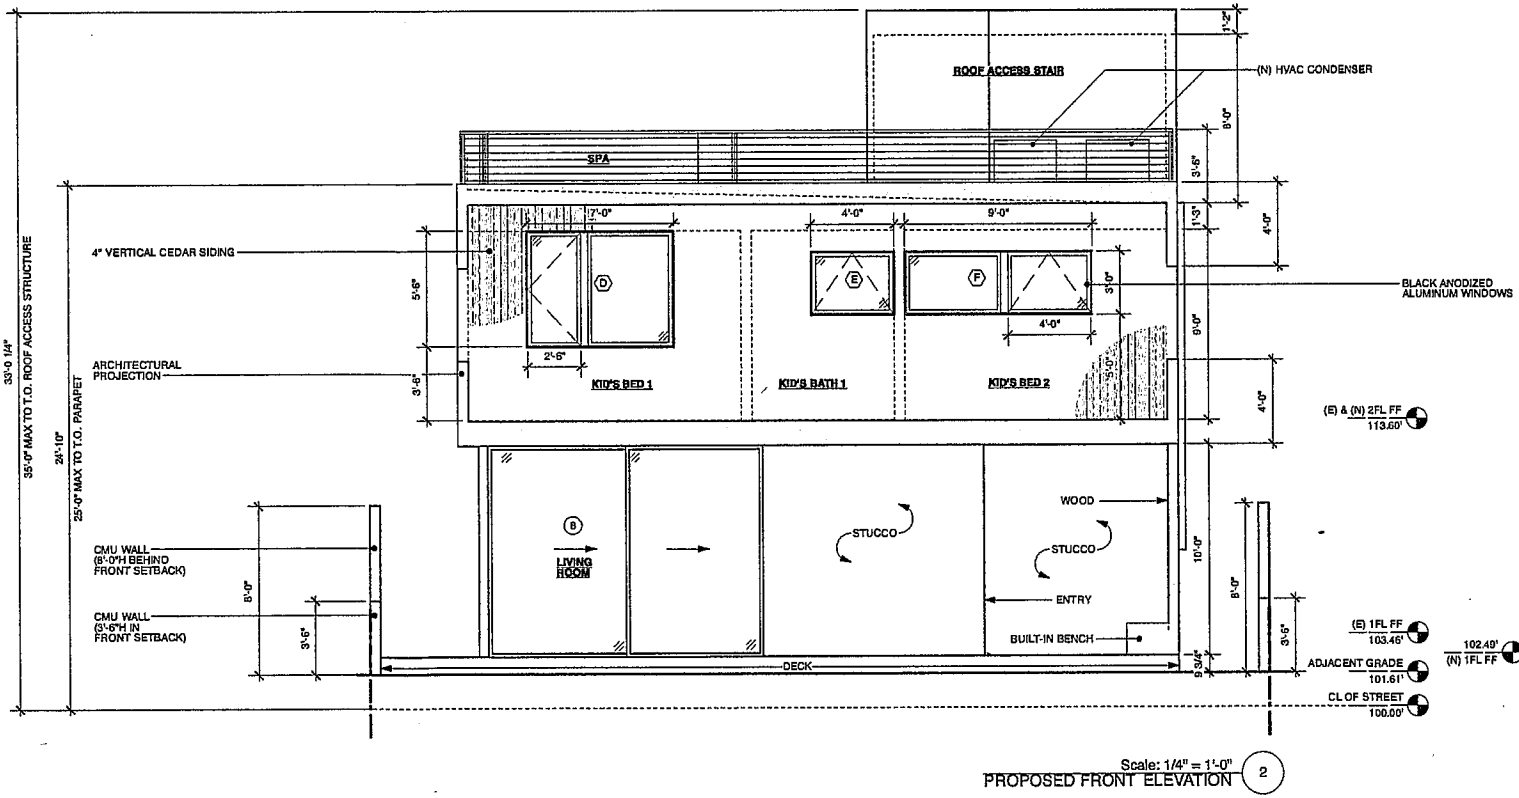 1'-2"
ROOF ACCESS STAIR
(N) HVAC CONDENSER
8'-0"
SPA
3'-6"
7'-0"
4'-0"
9'-0"
1'-3"
4'-0"
4" VERTICAL CEDAR SIDING
D
E
F
5'-6"
3'-0"
BLACK ANODIZED
ALUMINUM WINDOWS
4'-0"
9'-0"
33'-0 1/4"
35'-0" MAX TO T.O. ROOF ACCESS STRUCTURE
24'-10"
25'-0" MAX TO T.O. PARAPET
2'-6"
ARCHITECTURAL
PROJECTION
3'-6"
KID'S BED 1
KID'S BATH 1
KID'S BED 2
5'-0"
4'-0"
(E) & (N) 2FL FF
113.60'
WOOD
B
STUCCO
STUCCO
10'-0"
CMU WALL
(8'-0"H BEHIND
FRONT SETBACK)
LIVING
ROOM
8'-0"
8'-0"
ENTRY
CMU WALL
(3'-6"H IN
FRONT SETBACK)
3'-6"
BUILT-IN BENCH
3'-6"
(E) 1FL FF
103.46'
102.49'
(N) 1FL FF
DECK
9 3/4"
ADJACENT GRADE
101.61'
CL OF STREET
100.00'
Scale: 1/4" = 1'-0"
PROPOSED FRONT ELEVATION
2